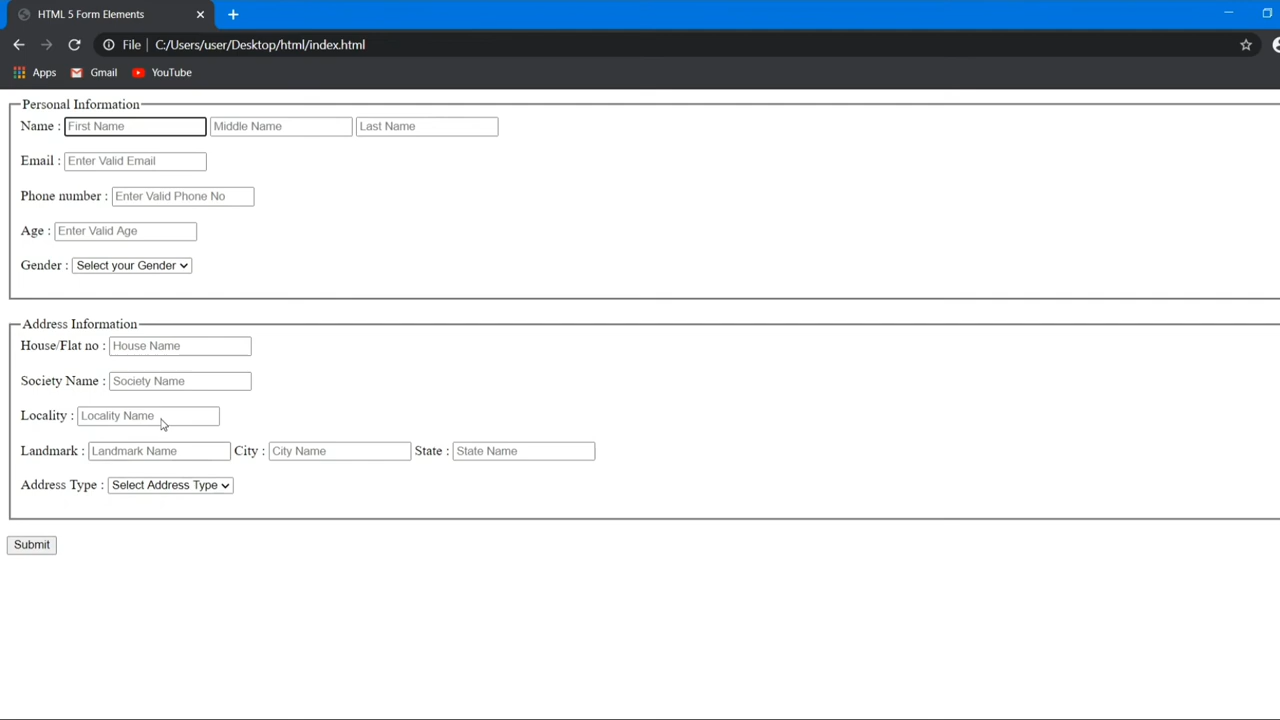 HTML 5 Form Elements
File C:/Users/user/Desktop/html/index.html
Apps Gmail YouTube
Personal Information
Name : First Name Middle Name Last Name
Email : Enter Valid Email
Phone number : Enter Valid Phone No
Age : Enter Valid Age
Gender : Select your Gender
Address Information
House/Flat no : House Name
Society Name : Society Name
Locality : Locality Name
Landmark : Landmark Name City : City Name State : State Name
Address Type : Select Address Type
Submit